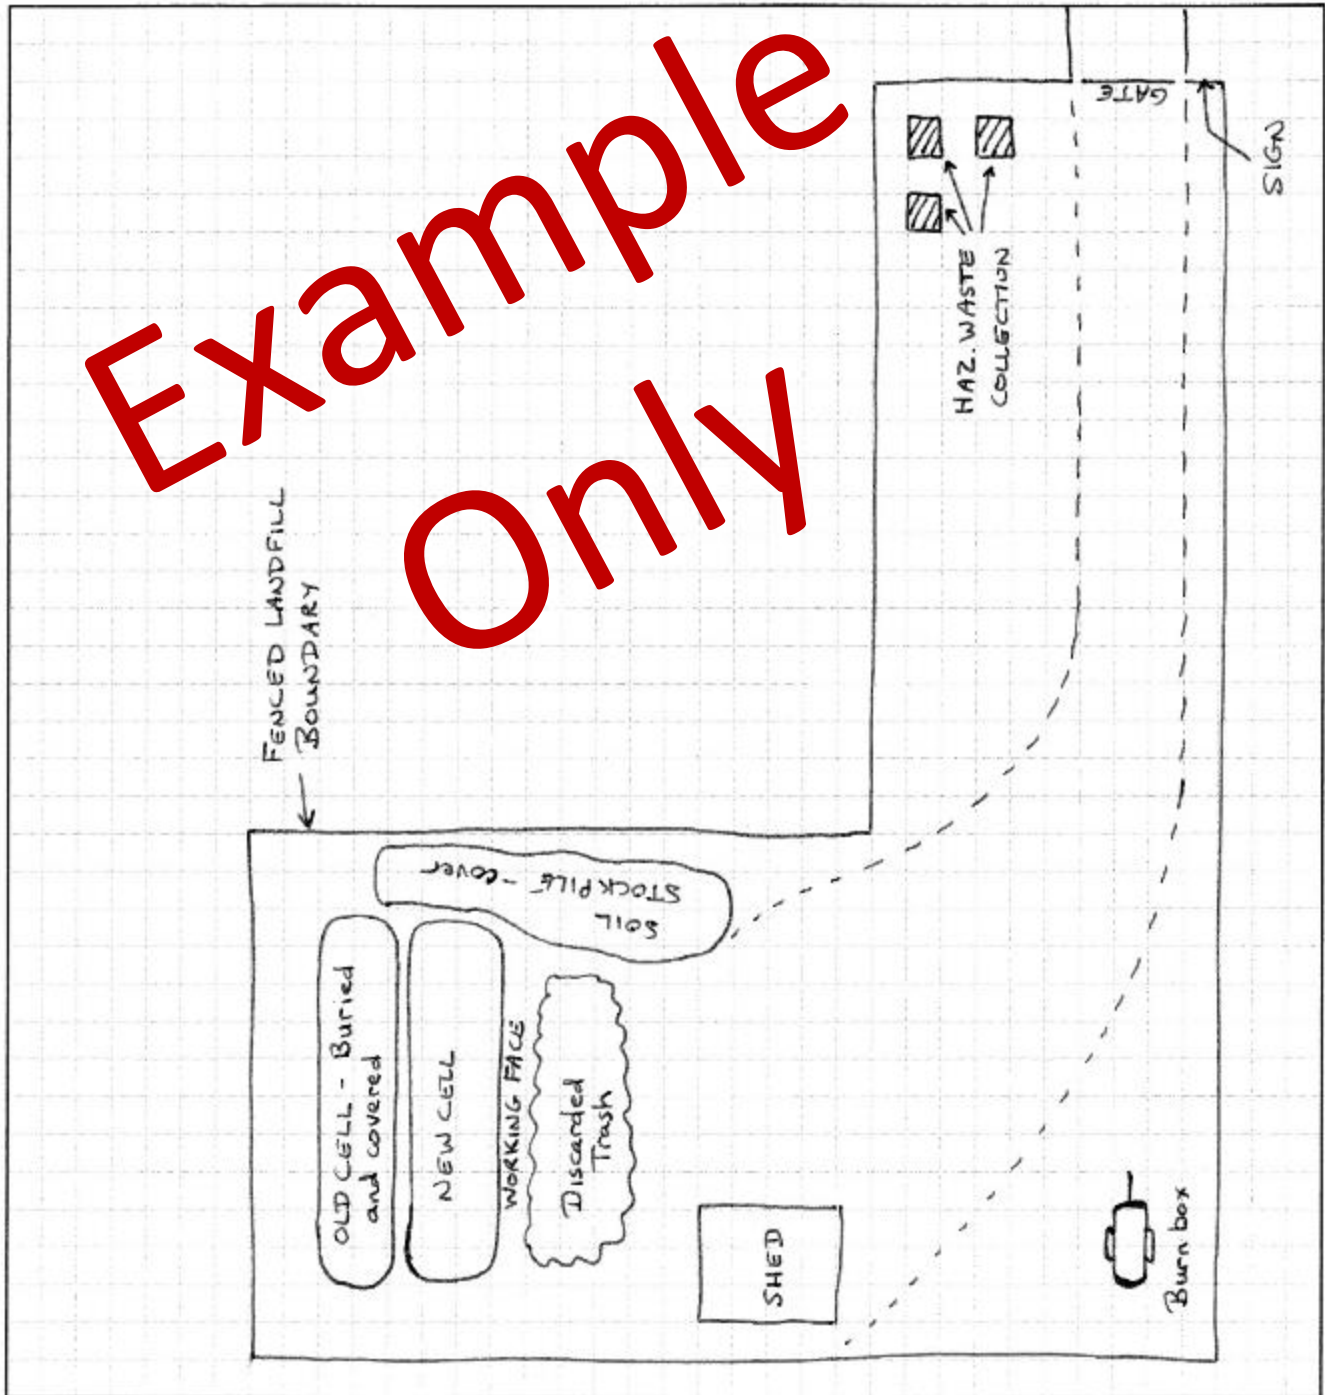 Example
Only
GATE
SIGN
HAZ. WASTE
COLLECTION
FENCED LANDFILL
BOUNDARY
SOIL
STOCKPILE - cover
OLD CELL - Buried
and covered
NEW CELL
WORKING FACE
Discarded
Trash
SHED
Burn box